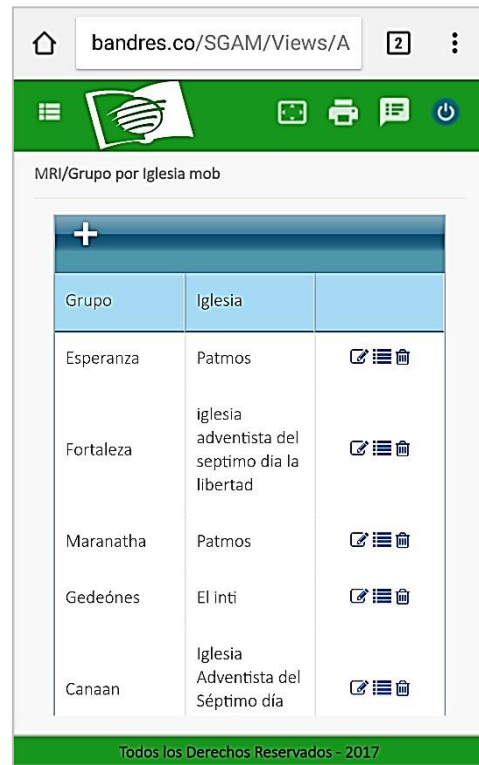 bandres.co/SGAM/Views/A
2
MRI/Grupo por Iglesia mob
Grupo
Iglesia
Esperanza
Patmos
Fortaleza
iglesia
adventista del
septimo dia la
libertad
Maranatha
Patmos
Gedeónes
El inti
Canaan
Iglesia
Adventista del
Séptimo día
Todos los Derechos Reservados - 2017